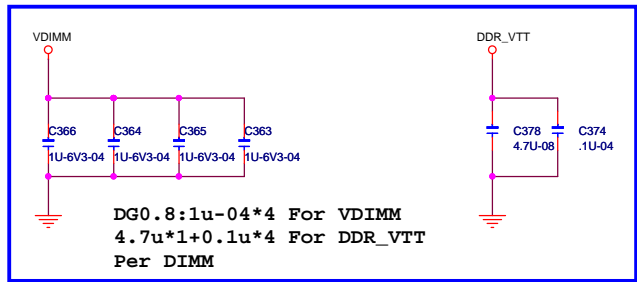 VDIMM DDR_VTT
C366 C364 C365 C363 C378 C374
1U-6V3-04 1U-6V3-04 1U-6V3-04 1U-6V3-04 4.7U-08 .1U-04
DG0.8:1u-04*4 For VDIMM
4.7u*1+0.1u*4 For DDR_VTT
Per DIMM